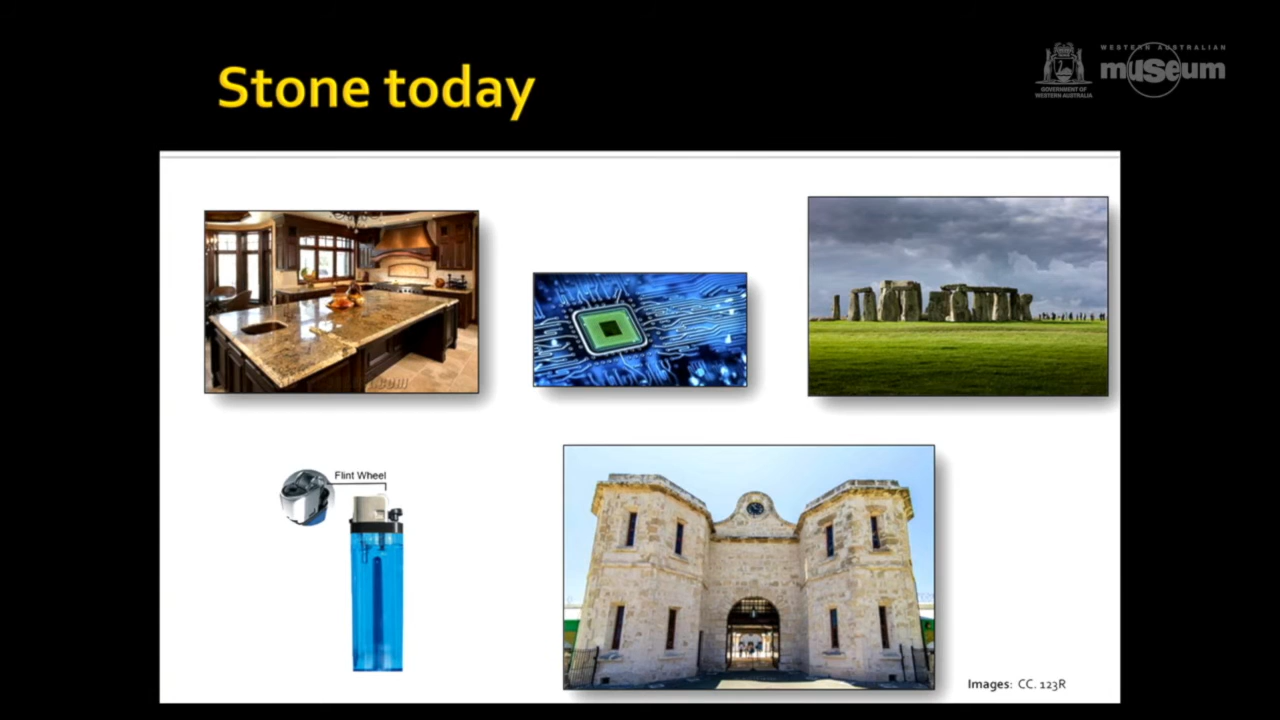 Stone today
GOVERNMENT OF
WESTERN AUSTRALIA
WESTERN AUSTRALIAN
museum
Flint Wheel
Images: CC. 123R